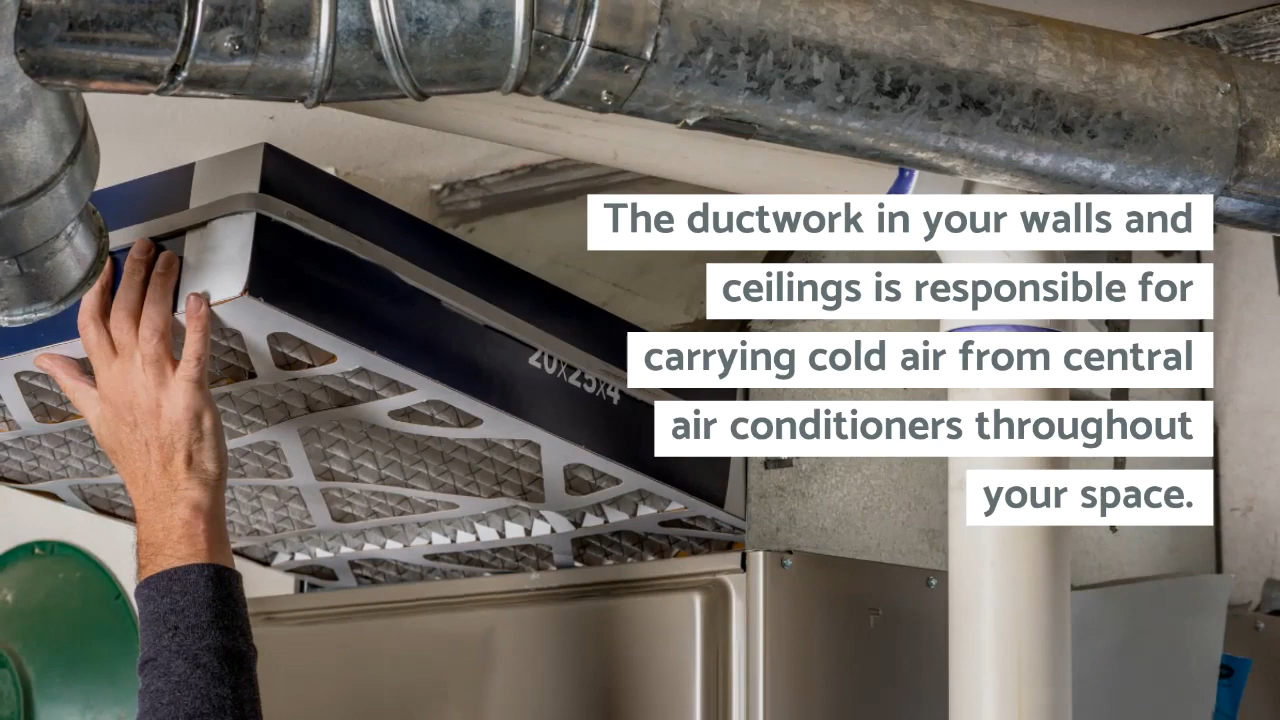 The ductwork in your walls and
ceilings is responsible for
carrying cold air from central
air conditioners throughout
your space.
20x25x4